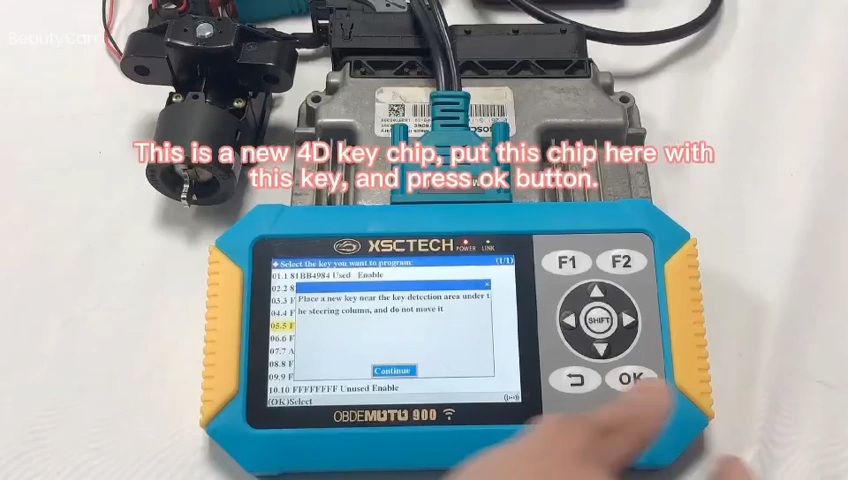 BeautyCam
This is a new 4D key chip, put this chip here with
this key, and press ok button.
XSCTECH
POWER LINK
Select the key you want to program:
(1/1)
01.1 81BB4984 Used Enable
02.2 8
03.3 F
04.4 F
05.5 F
06.6 F
07.7 A
08.8 F
09.9 F
10.10 FFFFFFFF Unused Enable
Place a new key near the key detection area under t
he steering column, and do not move it
Continue
(OK)Select
OBDEMUTU 900
F1 F2
SHIFT
OK